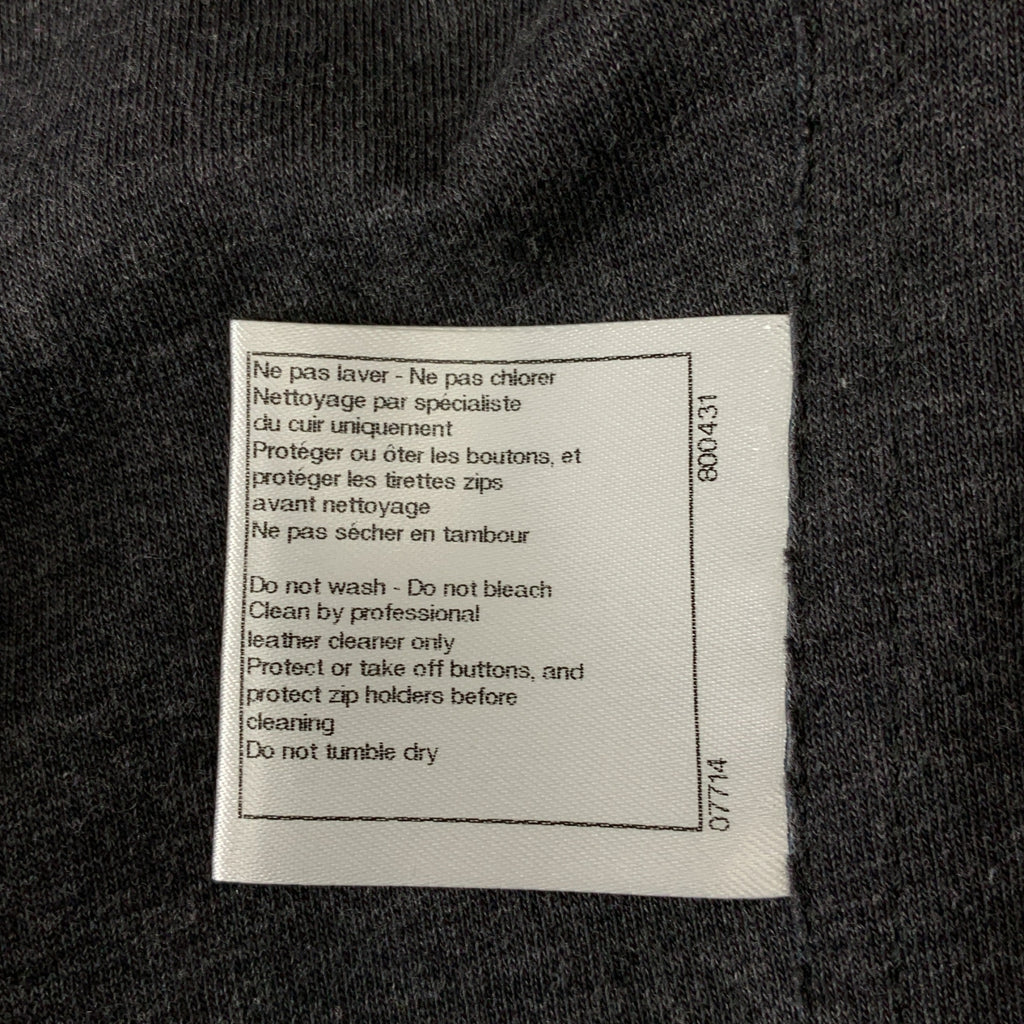 Ne pas laver - Ne pas chlorer
Nettoyage par spécialiste
du cuir uniquement
Protéger ou ôter les boutons, et
protéger les tirettes zips
avant nettoyage
Ne pas sécher en tambour
Do not wash - Do not bleach
Clean by professional
leather cleaner only
Protect or take off buttons, and
protect zip holders before
cleaning
Do not tumble dry
800431
07714